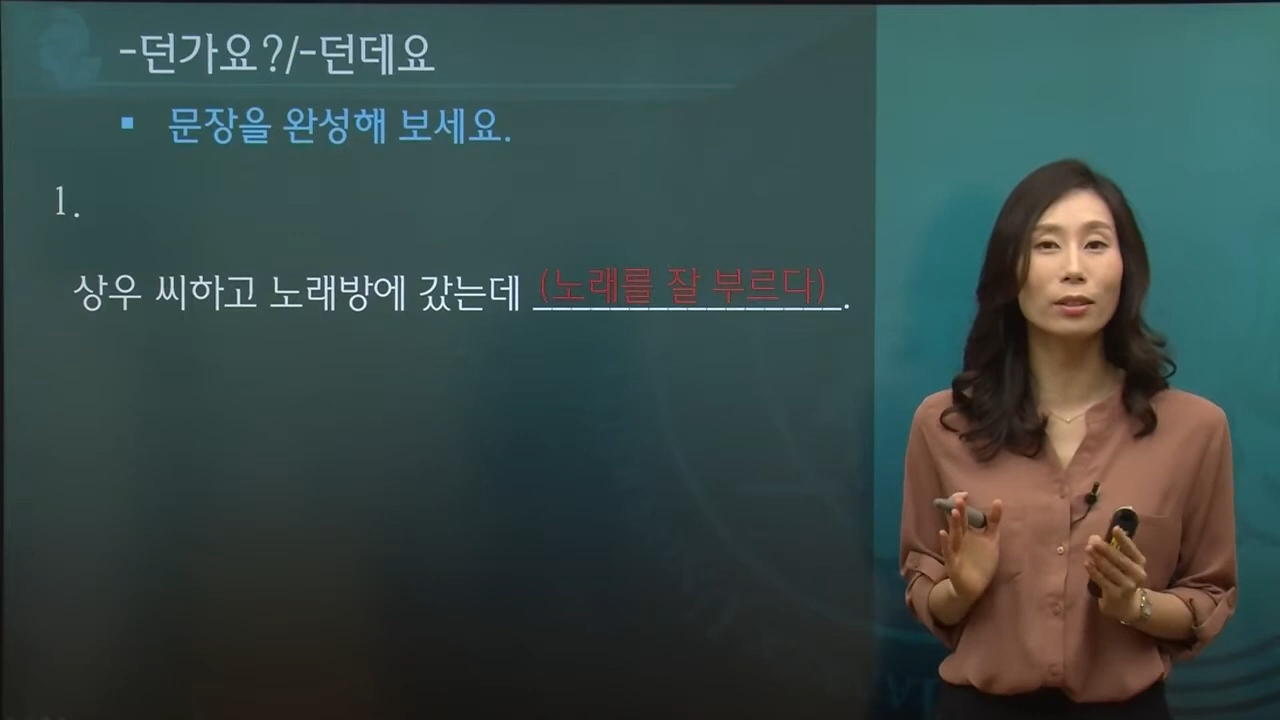 -던가요?/-던데요
▪ 문장을 완성해 보세요.
1.
상우 씨하고 노래방에 갔는데 (노래를 잘 부르다).